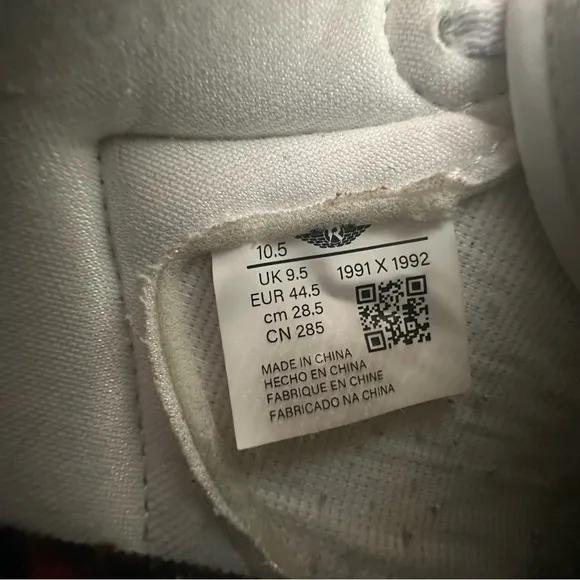 10.5
UK 9.5
EUR 44.5
cm 28.5
CN 285
1991 X 1992
MADE IN CHINA
HECHO EN CHINA
FABRIQUE EN CHINE
FABRICADO NA CHINA